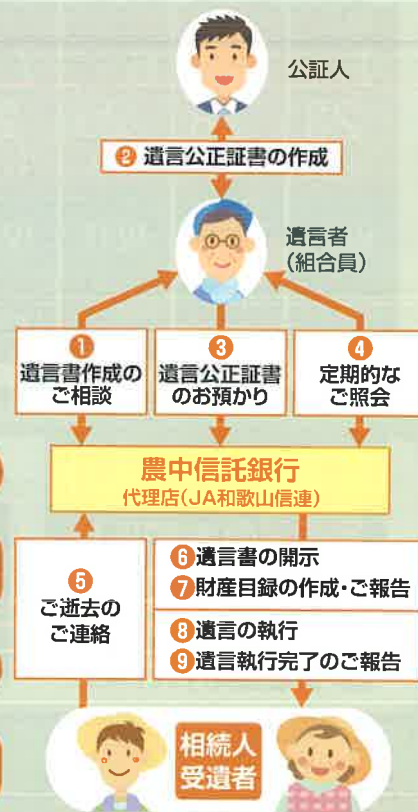 公証人
❷ 遺言公正証書の作成
遺言者
(組合員)
❶
遺言書作成の
ご相談
❸
遺言公正証書
のお預かり
❹
定期的な
ご照会
農中信託銀行
代理店(JA和歌山信連)
❺
ご逝去の
ご連絡
❻遺言書の開示
❼財産目録の作成・ご報告
❽遺言の執行
❾遺言執行完了のご報告
相続人
受遺者